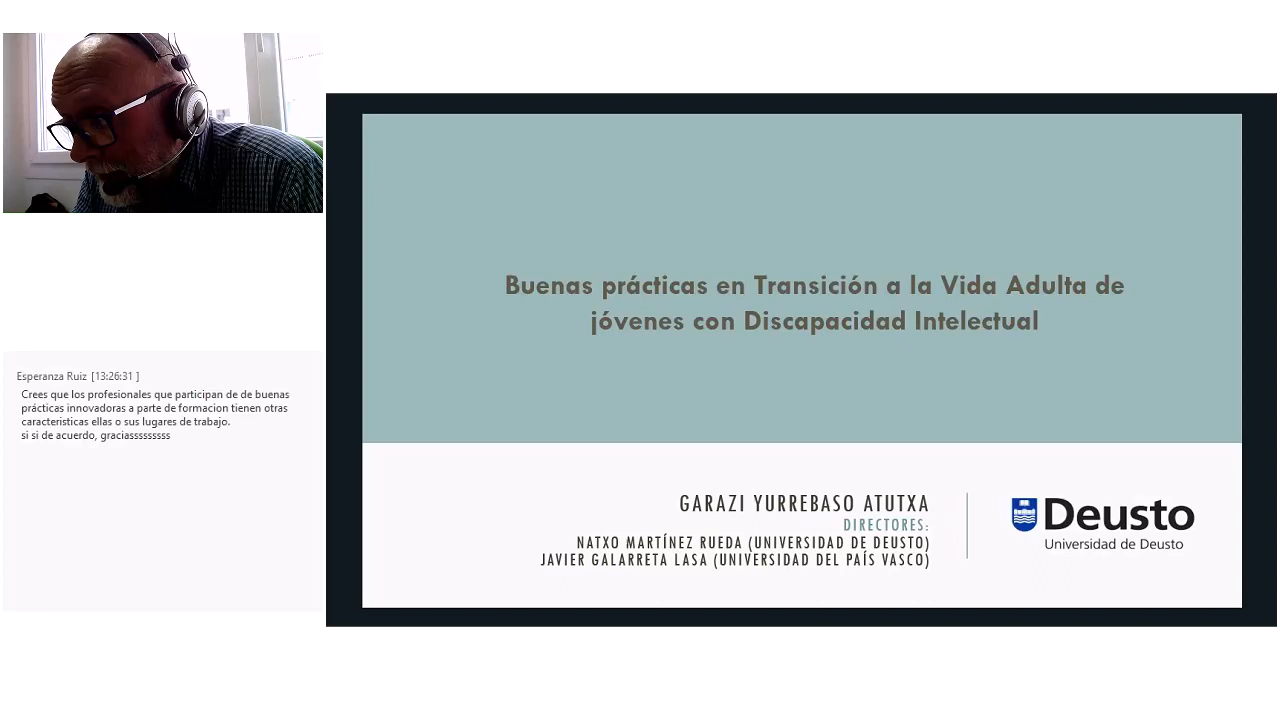 Esperanza Ruiz [13:26:31 ]
Crees que los profesionales que participan de de buenas
prácticas innovadoras a parte de formacion tienen otras
caracteristicas ellas o sus lugares de trabajo.
si si de acuerdo, graciasssssssss
Buenas prácticas en Transición a la Vida Adulta de
jóvenes con Discapacidad Intelectual
GARAZI YURREBASO ATUTXA
DIRECTORES:
NATXO MARTÍNEZ RUEDA (UNIVERSIDAD DE DEUSTO)
JAVIER GALARRETA LASA (UNIVERSIDAD DEL PAÍS VASCO)
Deusto
Universidad de Deusto